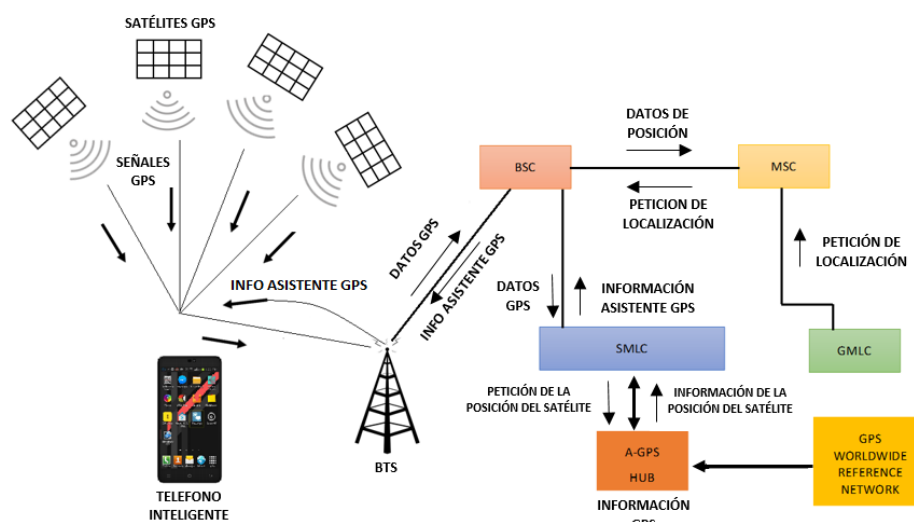 SATÉLITES GPS
SEÑALES
GPS
INFO ASISTENTE GPS
TELEFONO
INTELIGENTE
BTS
DATOS GPS
INFO ASISTENTE GPS
BSC
DATOS DE
POSICIÓN
PETICION DE
LOCALIZACIÓN
MSC
PETICIÓN DE
LOCALIZACIÓN
GMLC
DATOS
GPS
INFORMACIÓN
ASISTENTE GPS
SMLC
PETICIÓN DE LA
POSICIÓN DEL SATÉLITE
INFORMACIÓN DE LA
POSICIÓN DEL SATÉLITE
A-GPS
HUB
INFORMACIÓN
GPS
GPS
WORLDWIDE
REFERENCE
NETWORK